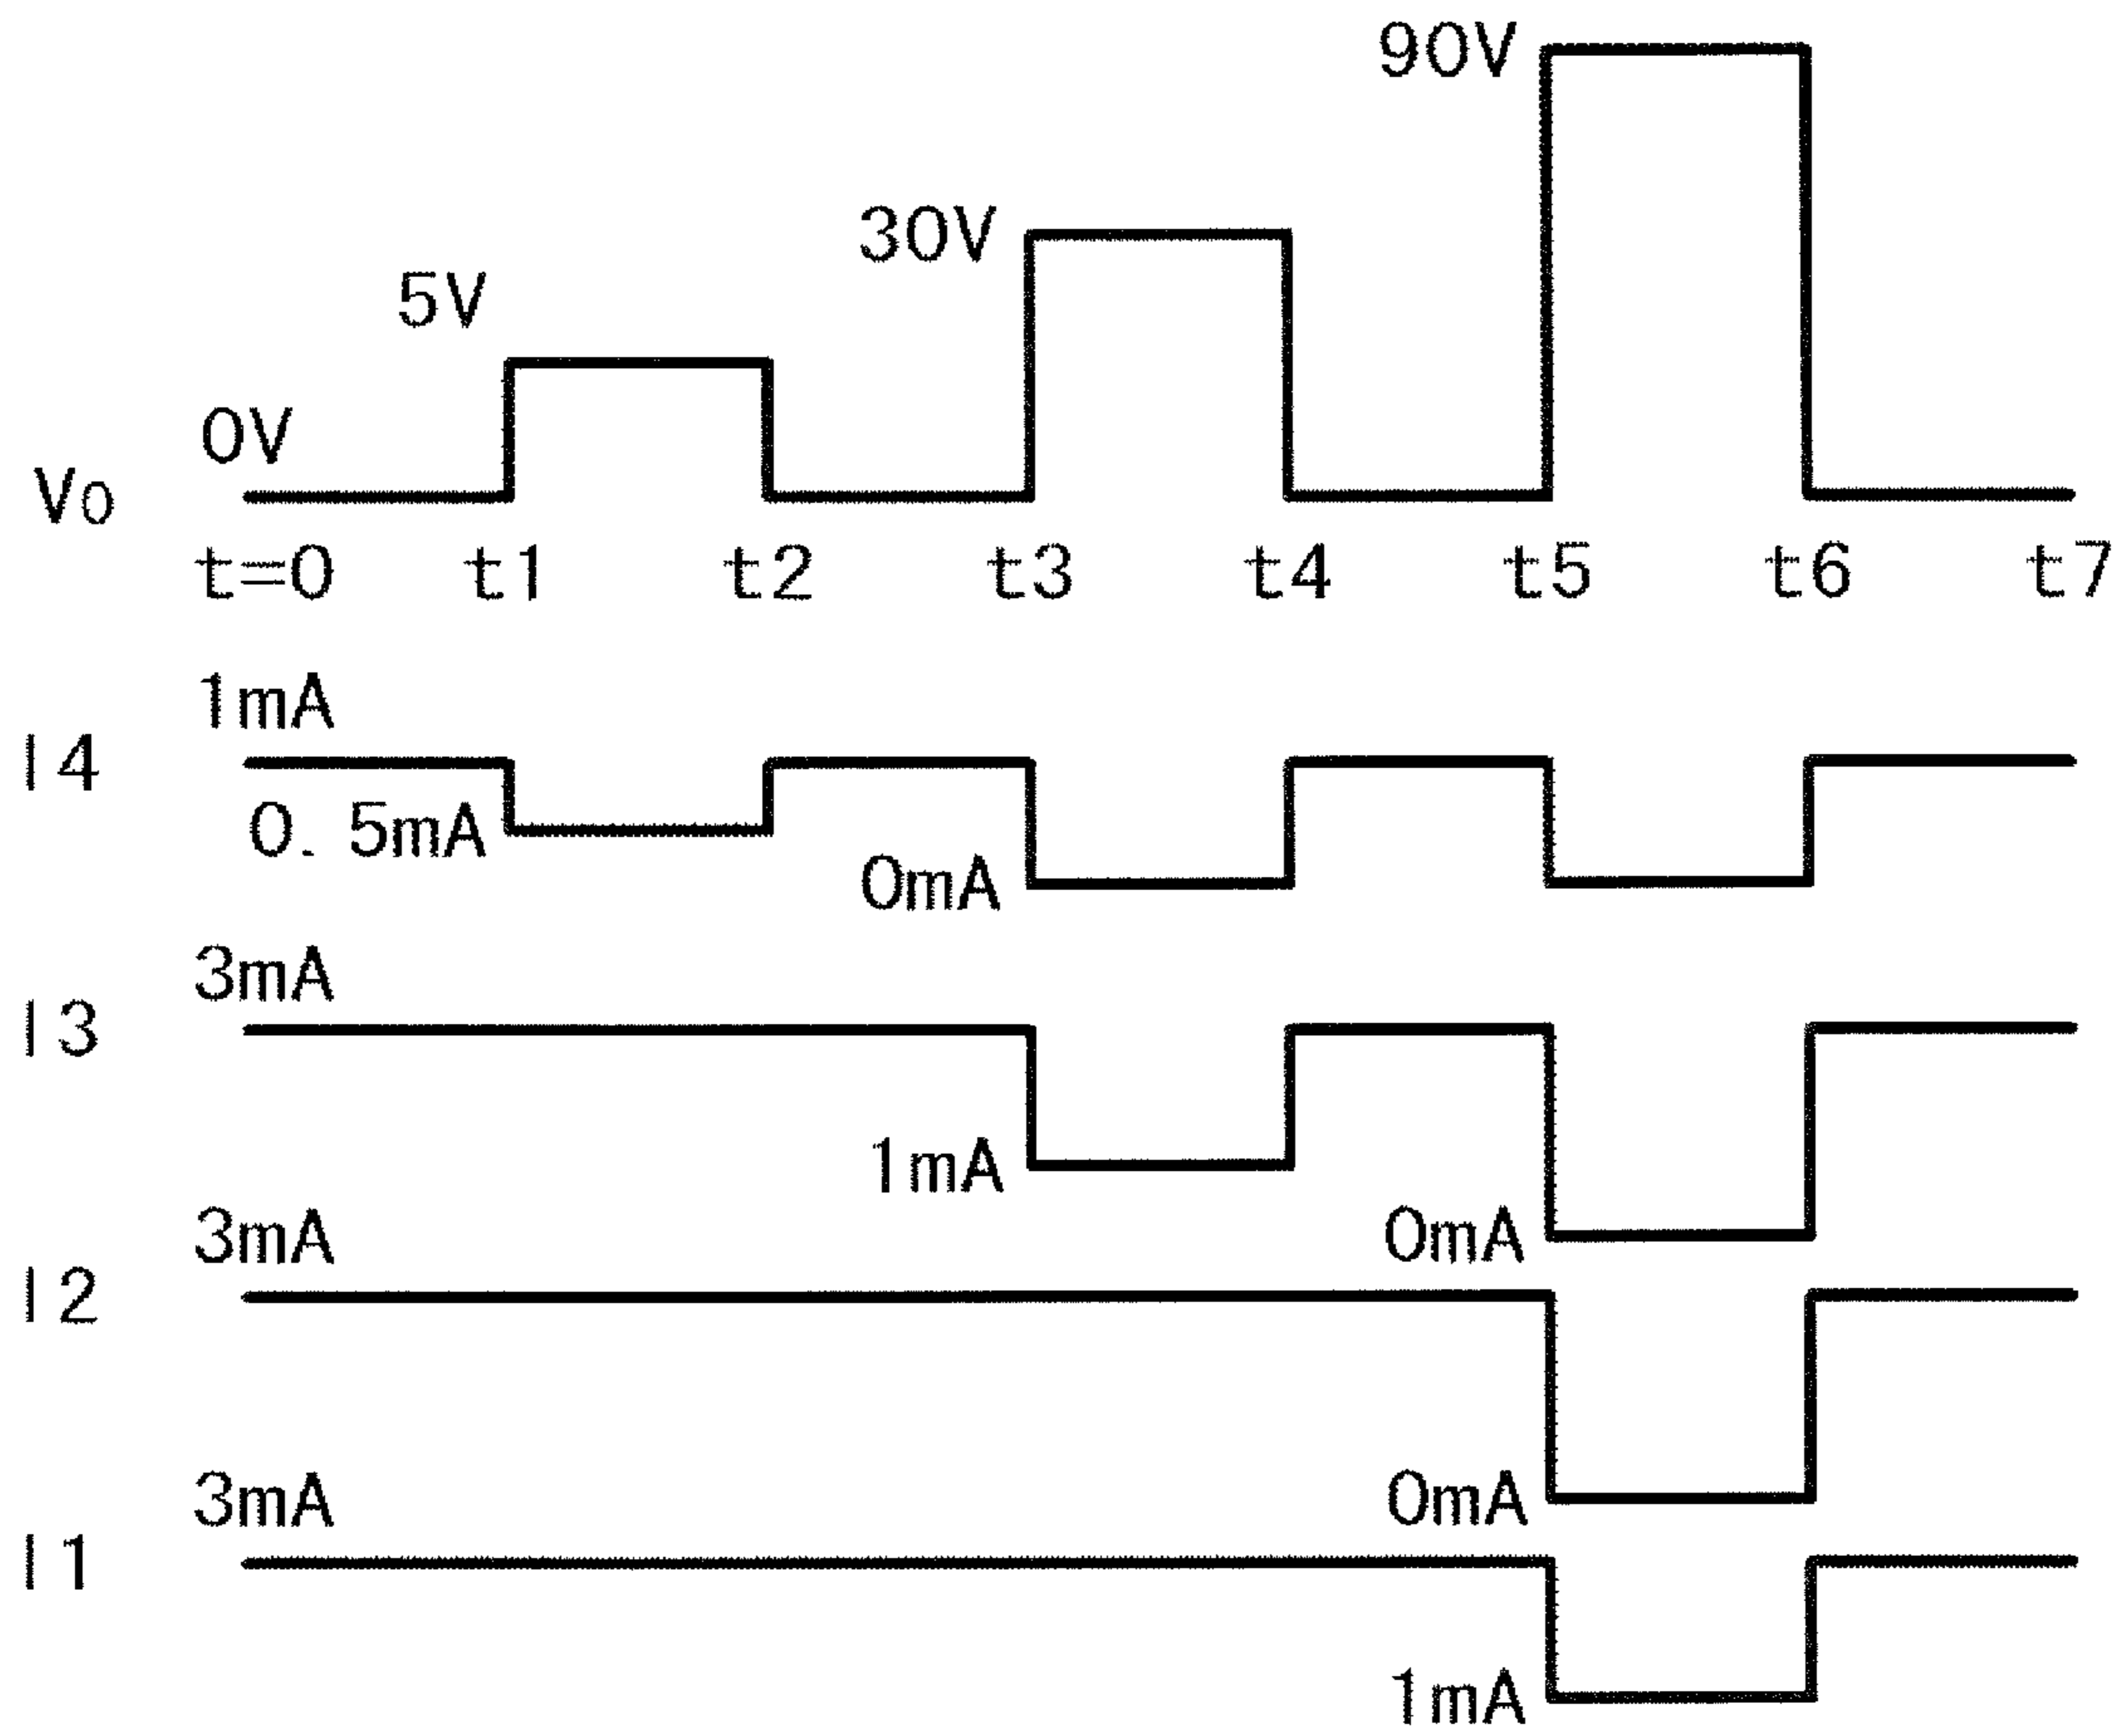 90V
30V
5V
0V
V0
t=0 t1 t2 t3 t4 t5 t6 t7
1mA
I4
0.5mA
0mA
3mA
I3
1mA
3mA
0mA
I2
3mA
0mA
I1
1mA